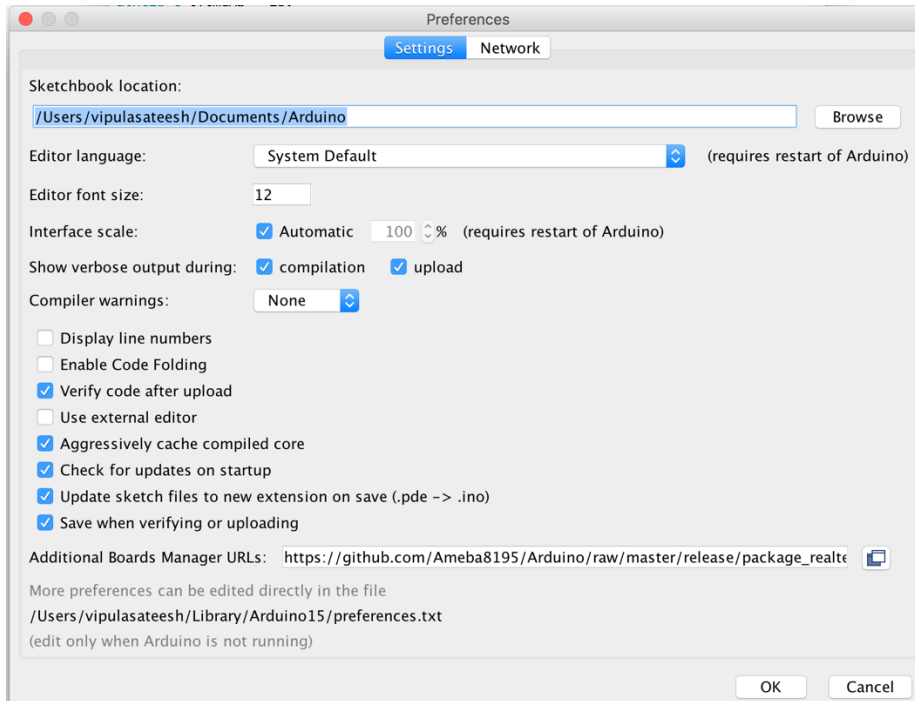 Preferences
Settings Network
Sketchbook location:
/Users/vipulasateesh/Documents/Arduino Browse
Editor language: System Default (requires restart of Arduino)
Editor font size: 12
Interface scale: Automatic 100 % (requires restart of Arduino)
Show verbose output during: compilation upload
Compiler warnings: None
Display line numbers
Enable Code Folding
Verify code after upload
Use external editor
Aggressively cache compiled core
Check for updates on startup
Update sketch files to new extension on save (.pde -> .ino)
Save when verifying or uploading
Additional Boards Manager URLs: https://github.com/Ameba8195/Arduino/raw/master/release/package_realte
More preferences can be edited directly in the file
/Users/vipulasateesh/Library/Arduino15/preferences.txt
(edit only when Arduino is not running)
OK Cancel